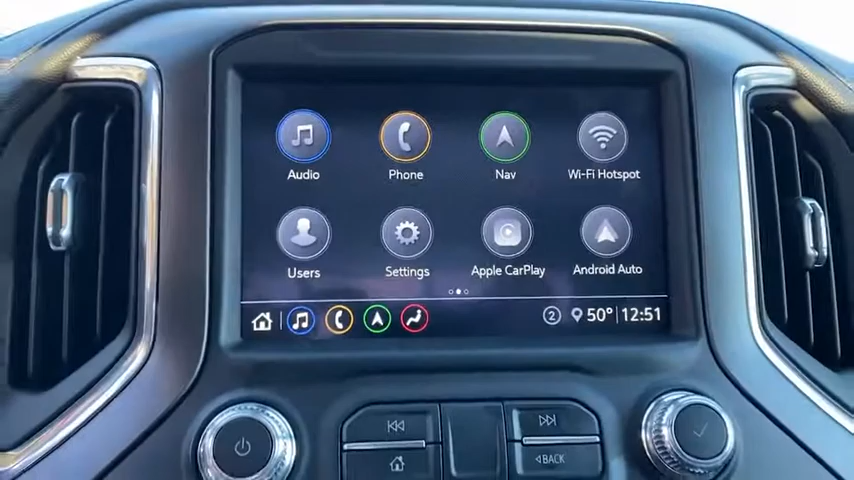 Audio Phone Nav Wi-Fi Hotspot
Users Settings Apple CarPlay Android Auto
2 50° 12:51
BACK